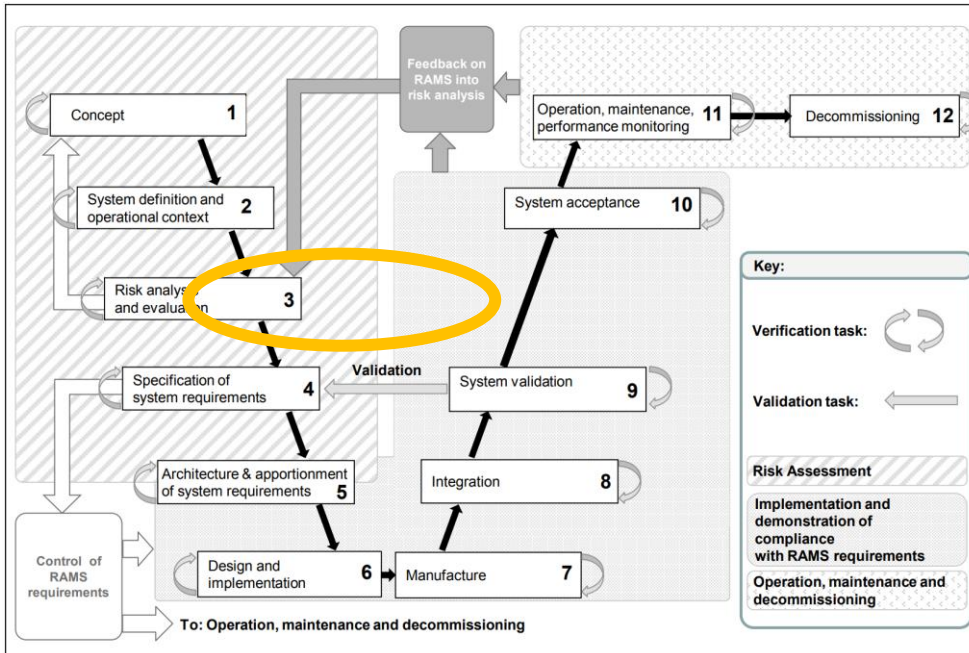 Concept 1
System definition and
operational context 2
Risk analysis
and evaluation 3
Specification of
system requirements 4
Architecture & apportionment
of system requirements 5
Design and
implementation 6
Manufacture 7
Integration 8
System validation 9
Validation
System acceptance 10
Operation, maintenance,
performance monitoring 11
Decommissioning 12
Feedback on
RAMS into
risk analysis
Control of
RAMS
requirements
To: Operation, maintenance and decommissioning
Key:
Verification task:
Validation task:
Risk Assessment
Implementation and
demonstration of
compliance
with RAMS requirements
Operation, maintenance and
decommissioning